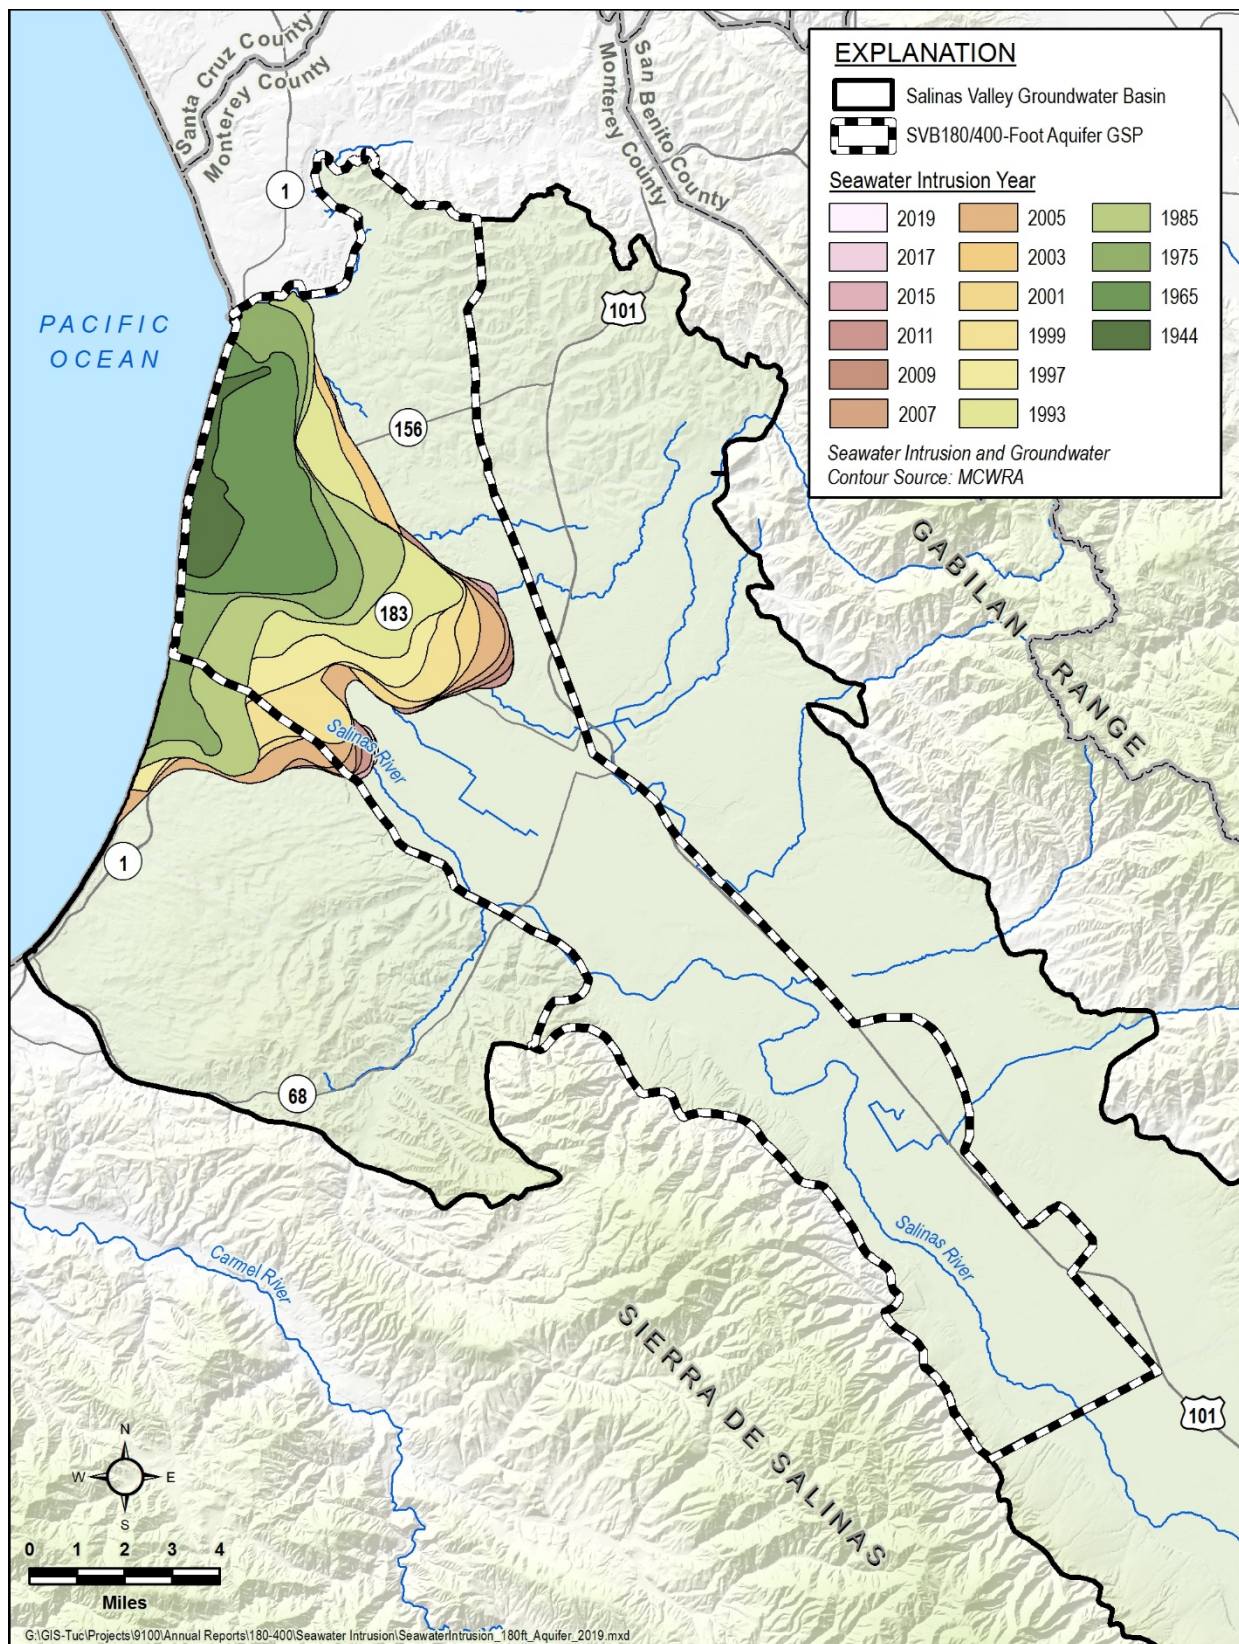 Santa Cruz County
Monterey County
Monterey County
San Benito County
EXPLANATION
Salinas Valley Groundwater Basin
SVB180/400-Foot Aquifer GSP
Seawater Intrusion Year
2019
2017
2015
2011
2009
2007
2005
2003
2001
1999
1997
1993
1985
1975
1965
1944
Seawater Intrusion and Groundwater
Contour Source: MCWRA
1
101
PACIFIC
OCEAN
156
GABILAN RANGE
183
Salinas River
1
68
Salinas River
Carmel River
SIERRA DE SALINAS
101
N
W
E
S
0 1 2 3 4
Miles
G:\GIS-Tuc\Projects\9100\Annual Reports\180-400\Seawater Intrusion\SeawaterIntrusion_180ft_Aquifer_2019.mxd